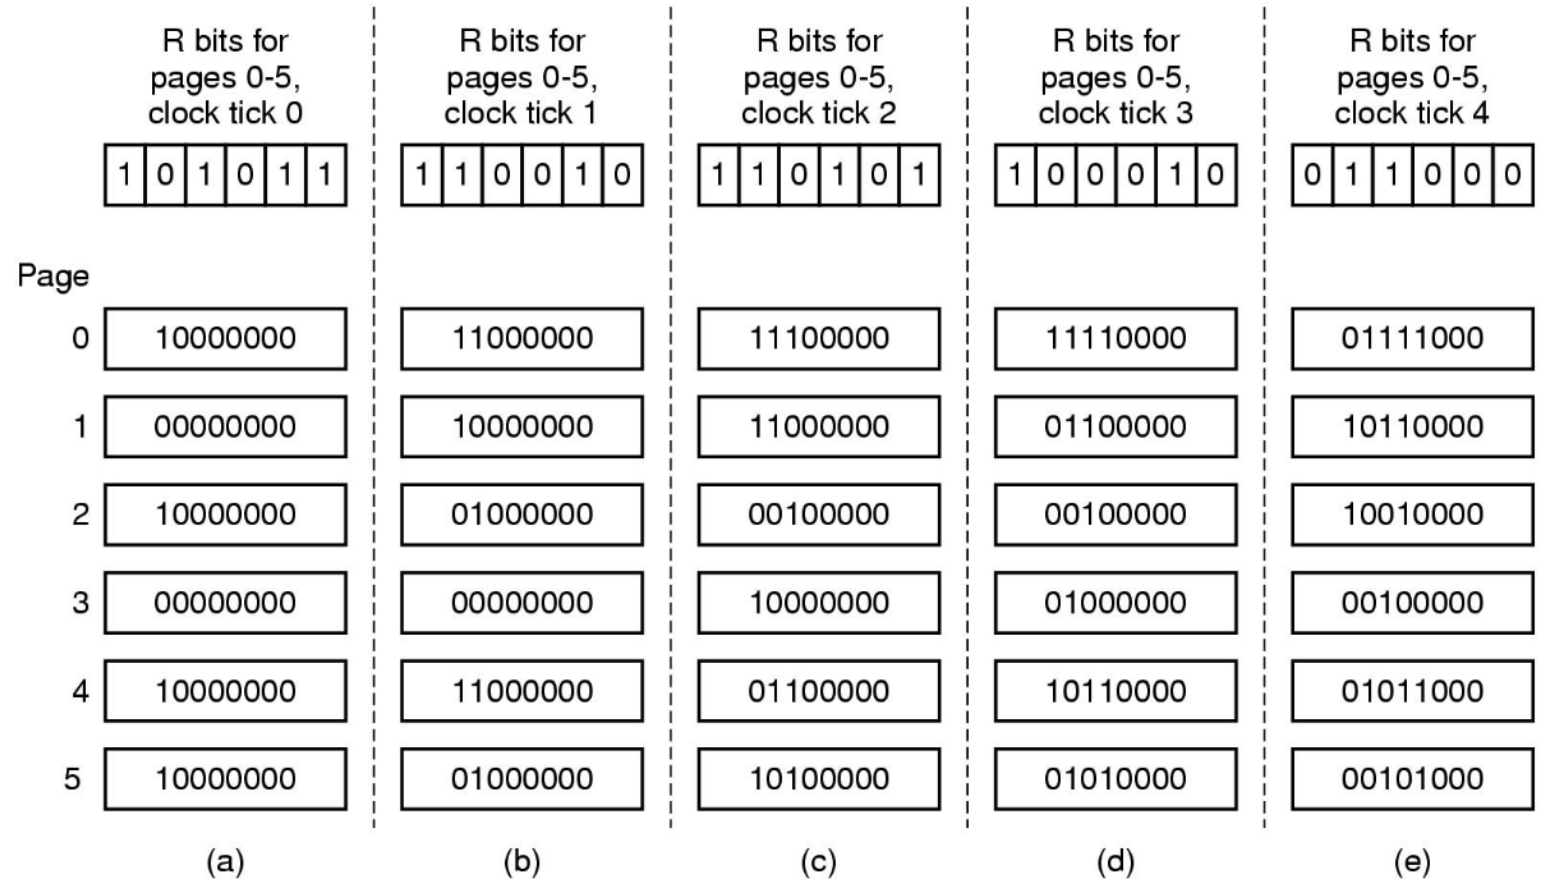 R bits for pages 0-5, clock tick 0
R bits for pages 0-5, clock tick 1
R bits for pages 0-5, clock tick 2
R bits for pages 0-5, clock tick 3
R bits for pages 0-5, clock tick 4
1 0 1 0 1 1
1 1 0 0 1 0
1 1 0 1 0 1
1 0 0 0 1 0
0 1 1 0 0 0
Page
0 10000000 11000000 11100000 11110000 01111000
1 00000000 10000000 11000000 01100000 10110000
2 10000000 01000000 00100000 00100000 10010000
3 00000000 00000000 10000000 01000000 00100000
4 10000000 11000000 01100000 10110000 01011000
5 10000000 01000000 10100000 01010000 00101000
(a) (b) (c) (d) (e)